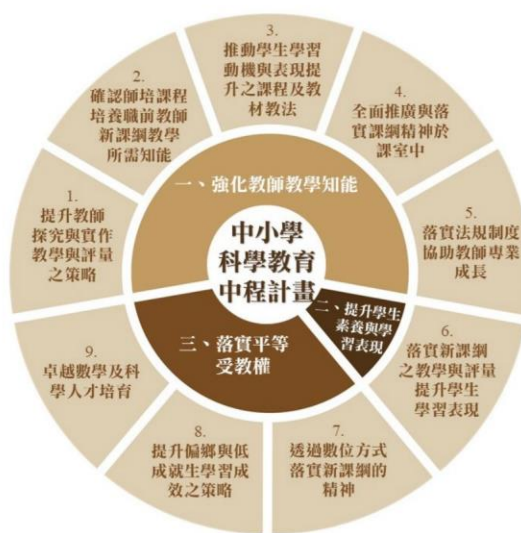 中小學
科學教育
中程計畫
一、強化教師教學知能
二、提升學生
素養與學
習表現
三、落實平等
受教權
1.
提升教師
探究與實作
教學與評量
之策略
2.
確認師培課程
培養職前教師
新課綱教學
所需知能
3.
推動學生學習
動機與表現提
升之課程及教
材教法
4.
全面推廣與落
實課綱精神於
課室中
5.
落實法規制度
協助教師專業
成長
6.
落實新課綱
之教學與評量
提升學生
學習表現
7.
透過數位方式
落實新課綱的
精神
8.
提升偏鄉與低
成就生學習成
效之策略
9.
卓越數學及科
學人才培育